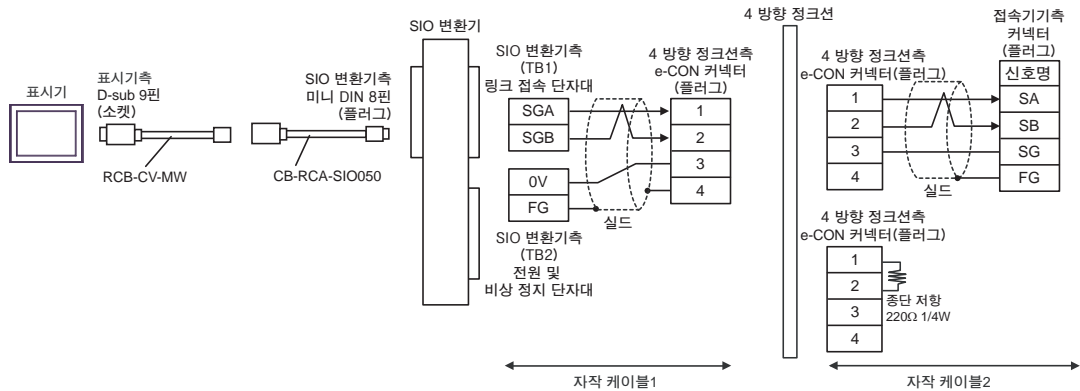 표시기
표시기측
D-sub 9핀
(소켓)
RCB-CV-MW
SIO 변환기측
미니 DIN 8핀
(플러그)
CB-RCA-SIO050
SIO 변환기
SIO 변환기측
(TB1)
링크 접속 단자대
SGA
SGB
0V
FG
SIO 변환기측
(TB2)
전원 및
비상 정지 단자대
실드
4 방향 정크션측
e-CON 커넥터
(플러그)
1
2
3
4
자작 케이블1
4 방향 정크션
4 방향 정크션측
e-CON 커넥터(플러그)
1
2
3
4
실드
접속기기측
커넥터
(플러그)
신호명
SA
SB
SG
FG
4 방향 정크션측
e-CON 커넥터(플러그)
1
2
3
4
종단 저항
220Ω 1/4W
자작 케이블2